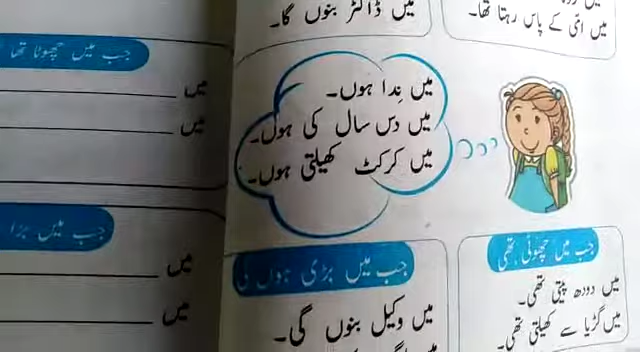 میں ڈاکٹر بنوں گا۔
میں امّی کے پاس رہتا تھا۔
میں نِدا ہوں۔
میں دس سال کی ہوں۔
میں کرکٹ کھیلتی ہوں۔
جب میں چھوٹی تھی
میں دودھ پیتی تھی۔
میں گڑیا سے کھیلتی تھی۔
جب میں بڑی ہوں گی
میں وکیل بنوں گی۔
جب میں چھوٹا تھا
میں
میں
جب میں بڑا
میں
میں